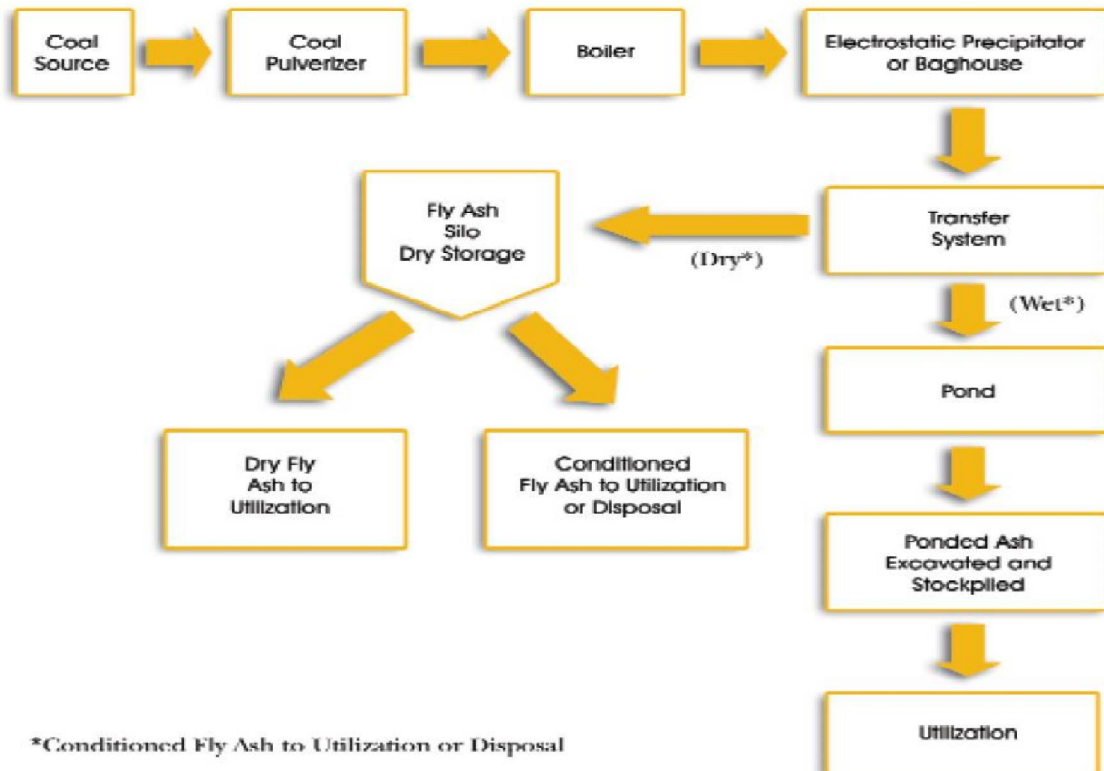 Coal
Source
Coal
Pulverizer
Boiler
Electrostatic Precipitator
or Baghouse
Fly Ash
Silo
Dry Storage
(Dry*)
Transfer
System
(Wet*)
Pond
Dry Fly
Ash to
Utilization
Conditioned
Fly Ash to Utilization
or Disposal
Ponded Ash
Excavated and
Stockpiled
Utilization
*Conditioned Fly Ash to Utilization or Disposal